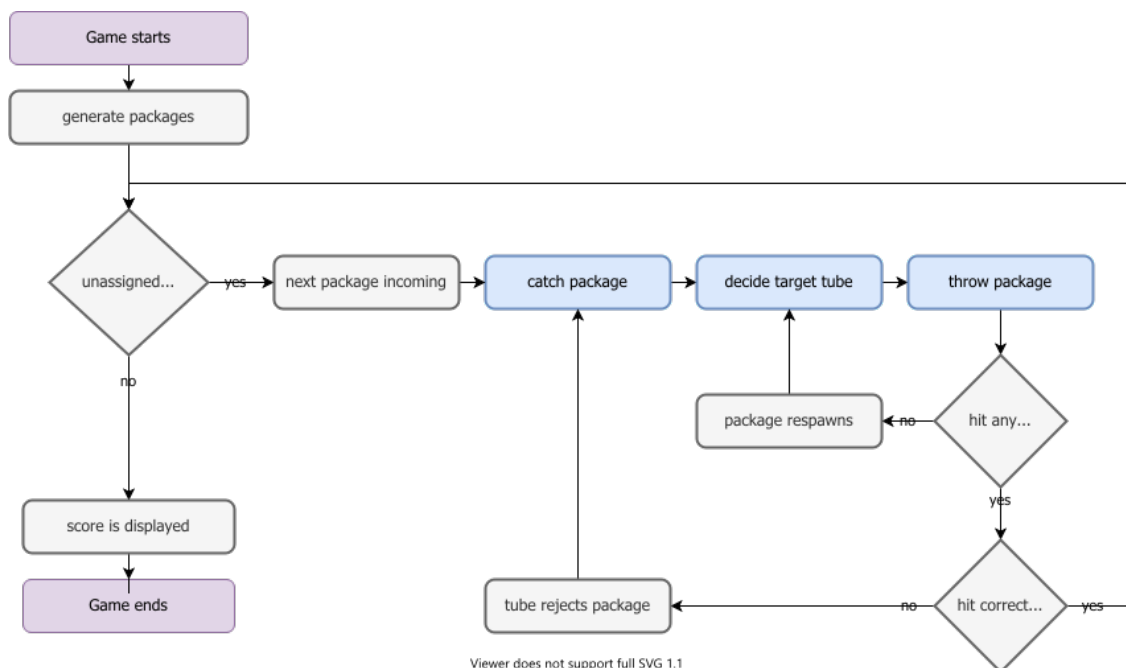 Game starts
generate packages
unassigned...
yes
next package incoming
catch package
decide target tube
throw package
no
package respawns
no
hit any...
yes
score is displayed
Game ends
tube rejects package
no
hit correct...
yes
Viewer does not support full SVG 1.1